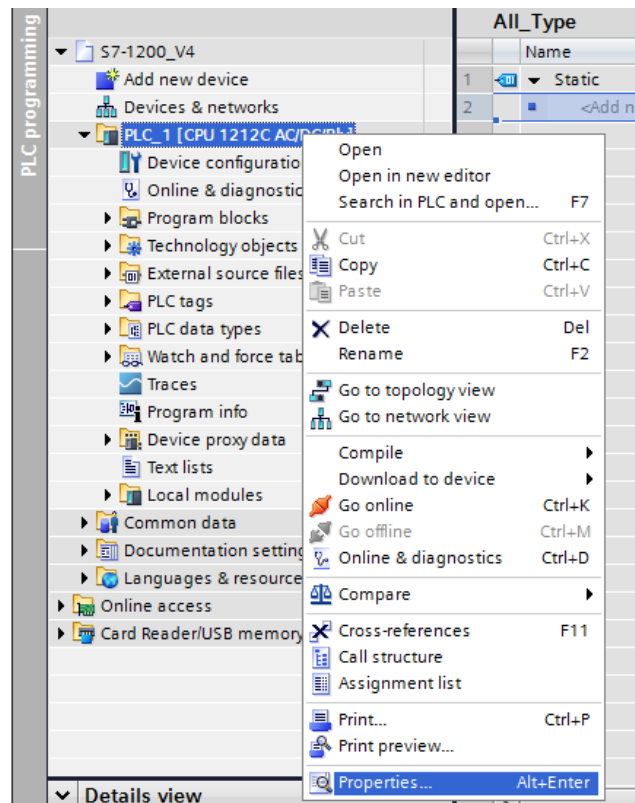 PLC programming
S7-1200_V4
Add new device
Devices & networks
PLC_1 [CPU 1212C AC/DC/Rly]
Device configuratio
Online & diagnostic
Program blocks
Technology objects
External source files
PLC tags
PLC data types
Watch and force tab
Traces
Program info
Device proxy data
Text lists
Local modules
Common data
Documentation setting
Languages & resource
Online access
Card Reader/USB memory
Details view
All_Type
Name
1 Static
2 <Add n
Open
Open in new editor
Search in PLC and open... F7
Cut Ctrl+X
Copy Ctrl+C
Paste Ctrl+V
Delete Del
Rename F2
Go to topology view
Go to network view
Compile
Download to device
Go online Ctrl+K
Go offline Ctrl+M
Online & diagnostics Ctrl+D
Compare
Cross-references F11
Call structure
Assignment list
Print... Ctrl+P
Print preview...
Properties... Alt+Enter